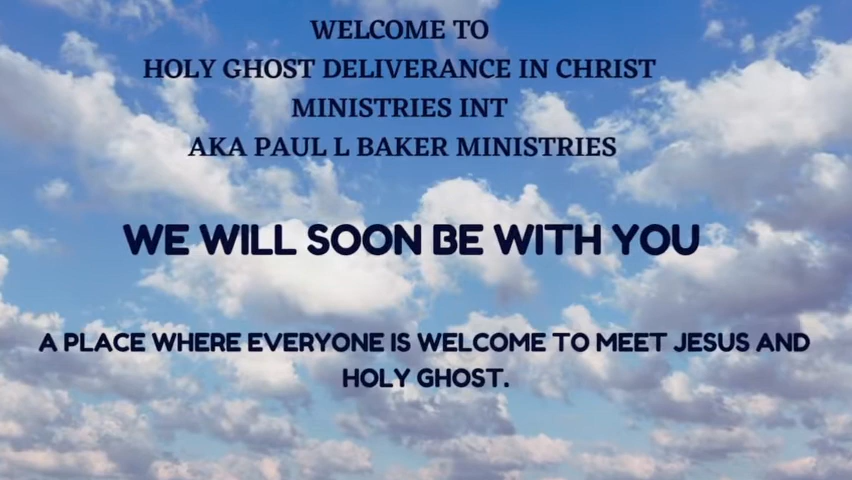 WELCOME TO
HOLY GHOST DELIVERANCE IN CHRIST
MINISTRIES INT
AKA PAUL L BAKER MINISTRIES
WE WILL SOON BE WITH YOU
A PLACE WHERE EVERYONE IS WELCOME TO MEET JESUS AND
HOLY GHOST.